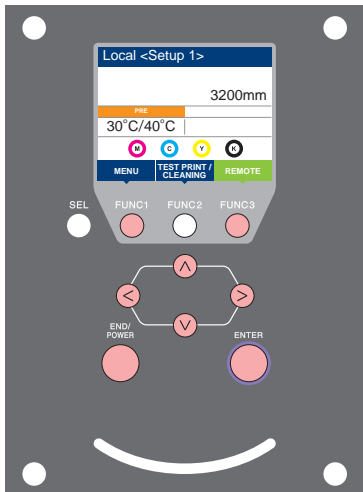 Local <Setup 1>
3200mm
PRE
30°C/40°C
M C Y K
MENU TEST PRINT / CLEANING REMOTE
SEL FUNC1 FUNC2 FUNC3
END/
POWER
ENTER